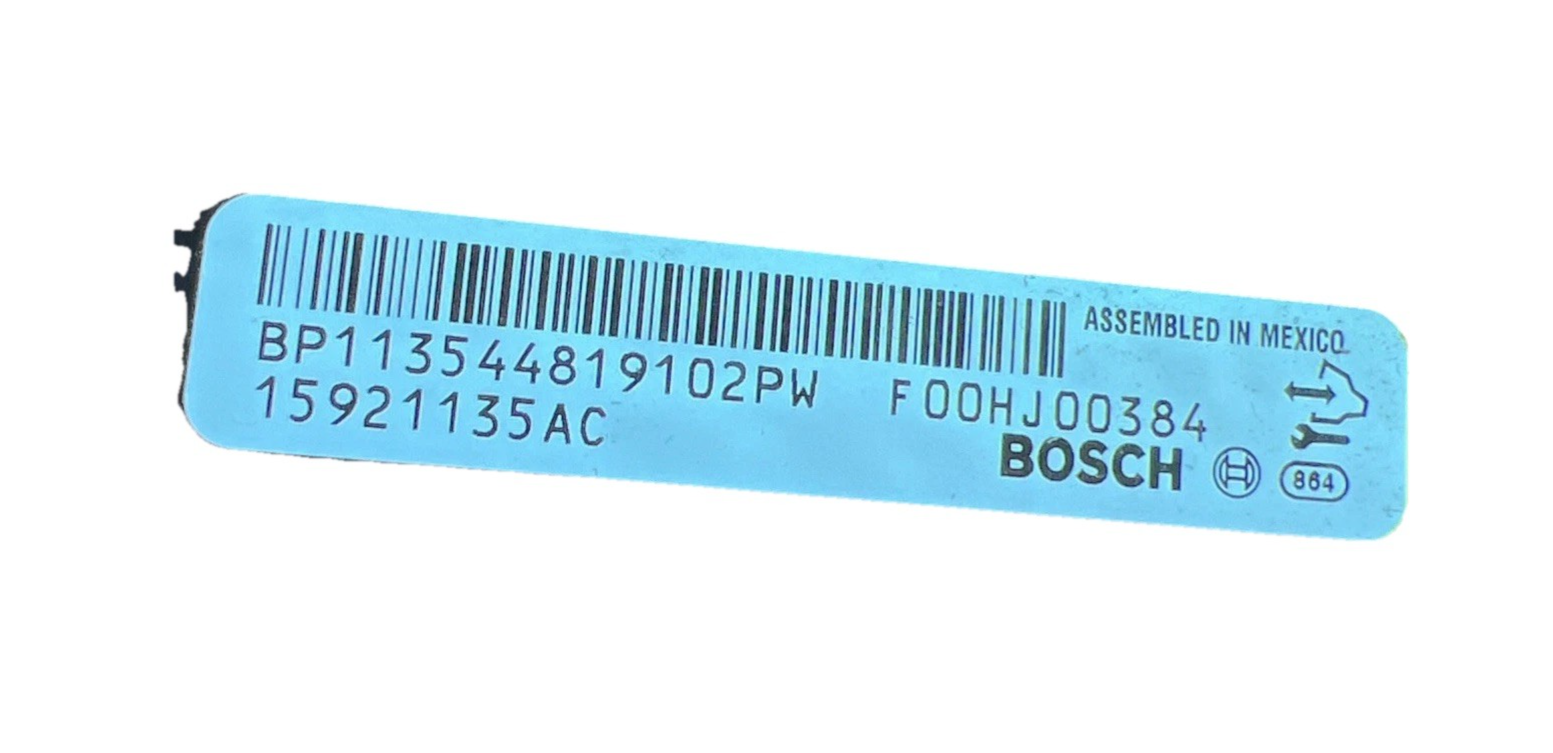 ASSEMBLED IN MEXICO
BP113544819102PW F00HJ00384
15921135AC
BOSCH
864